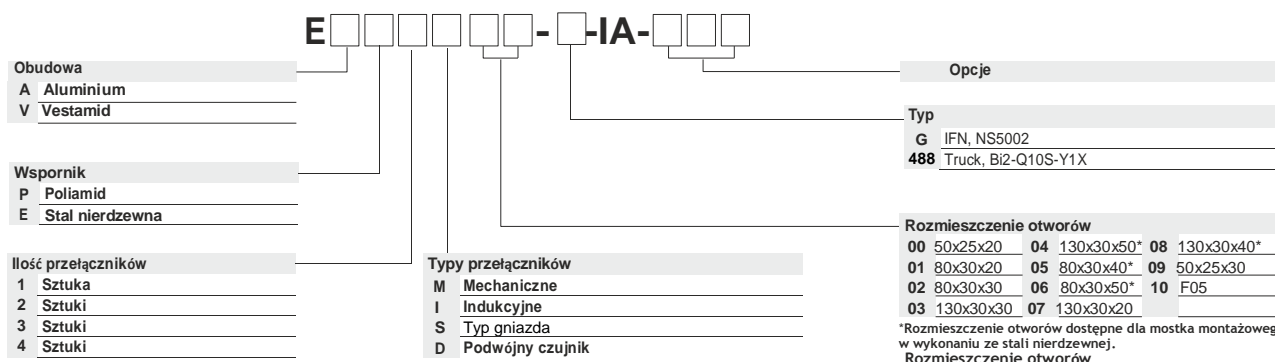 E□□□□ □□-□-IA-□□□
Obudowa
A Aluminium
V Vestamid
Wspornik
P Poliamid
E Stal nierdzewna
Ilość przełączników
1 Sztuka
2 Sztuki
3 Sztuki
4 Sztuki
Typy przełączników
M Mechaniczne
I Indukcyjne
S Typ gniazda
D Podwójny czujnik
Opcje
Typ
G IFN, NS5002
488 Truck, Bi2-Q10S-Y1X
Rozmieszczenie otworów
00 50x25x20 04 130x30x50* 08 130x30x40*
01 80x30x20 05 80x30x40* 09 50x25x30
02 80x30x30 06 80x30x50* 10 F05
03 130x30x30 07 130x30x20
*Rozmieszczenie otworów dostępne dla mostka montażoweg
w wykonaniu ze stali nierdzewnej.
Rozmieszczenie otworów